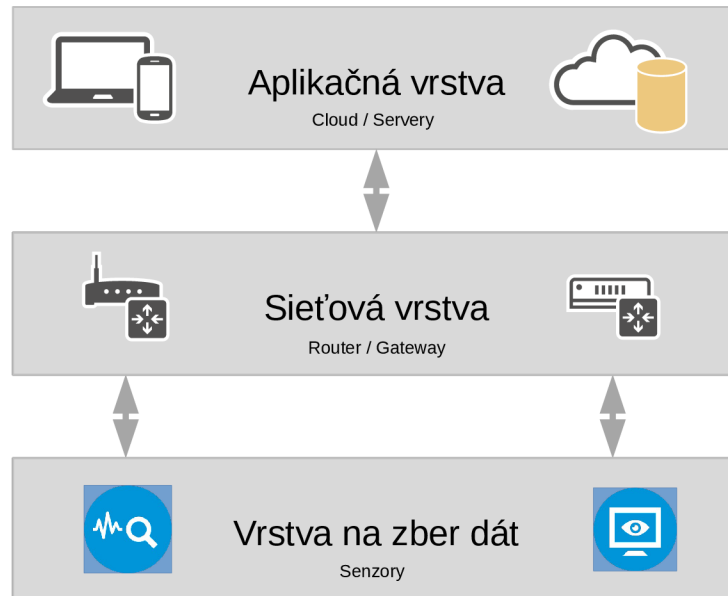 Aplikačná vrstva
Cloud / Servery
Sieťová vrstva
Router / Gateway
Vrstva na zber dát
Senzory